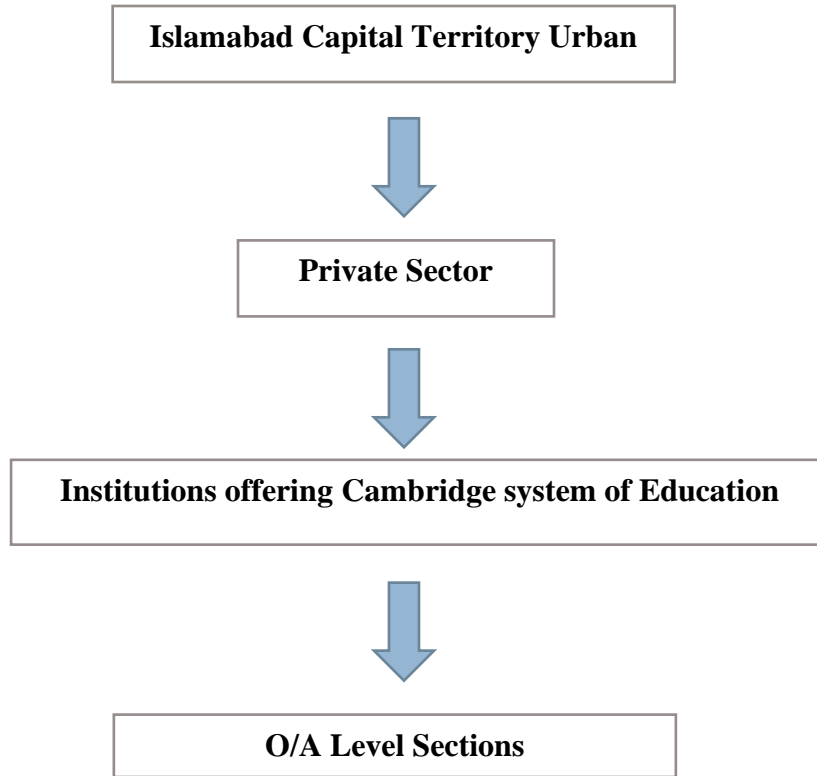 Islamabad Capital Territory Urban
Private Sector
Institutions offering Cambridge system of Education
O/A Level Sections